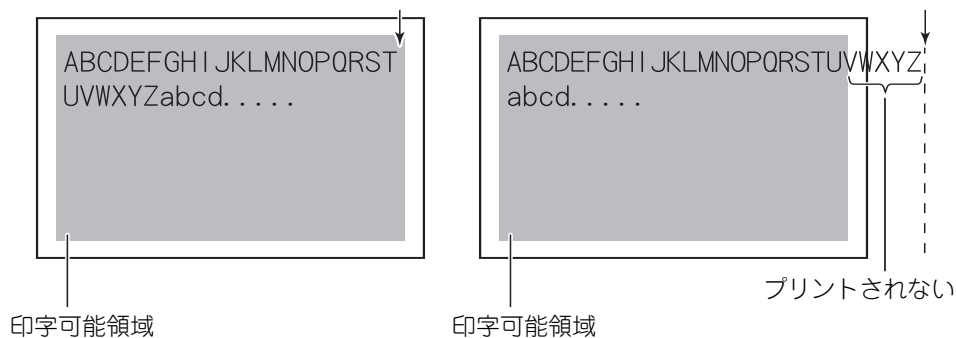 ABCDEFGHIJKLMNOPQRST
UVWXYZabcd.....
印字可能領域
ABCDEFGHIJKLMNOPQRSTUVWXYZ
abcd.....
プリントされない
印字可能領域